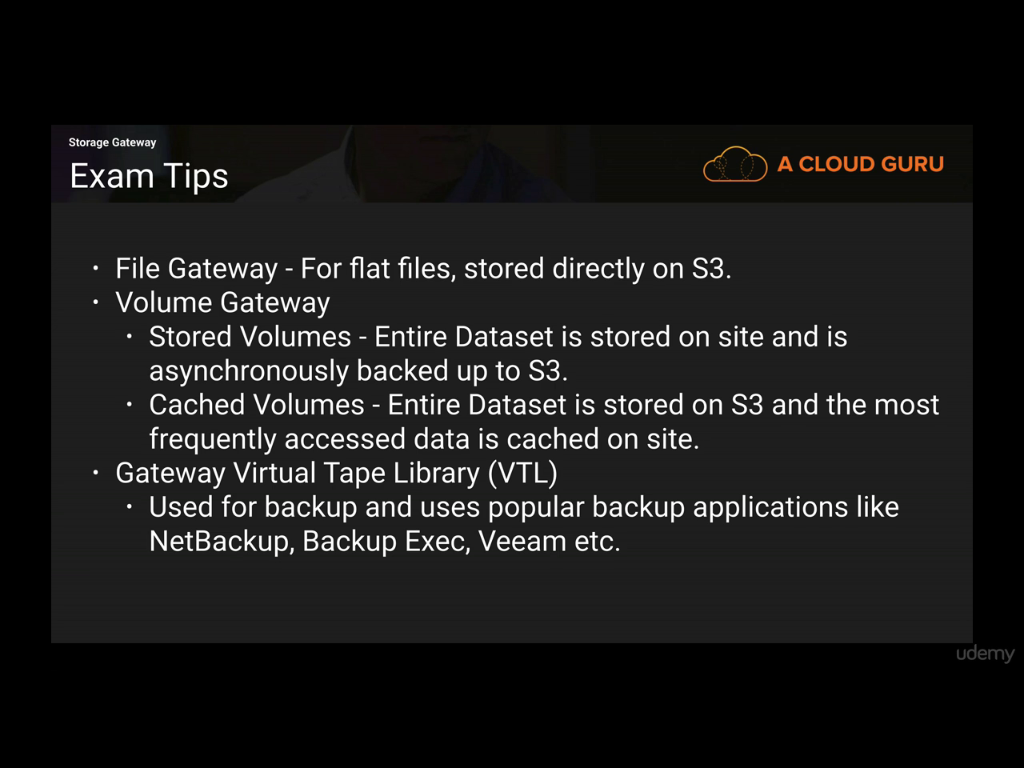 Storage Gateway
Exam Tips
A CLOUD GURU
• File Gateway - For flat files, stored directly on S3.
• Volume Gateway
• Stored Volumes - Entire Dataset is stored on site and is
asynchronously backed up to S3.
• Cached Volumes - Entire Dataset is stored on S3 and the most
frequently accessed data is cached on site.
• Gateway Virtual Tape Library (VTL)
• Used for backup and uses popular backup applications like
NetBackup, Backup Exec, Veeam etc.
udemy